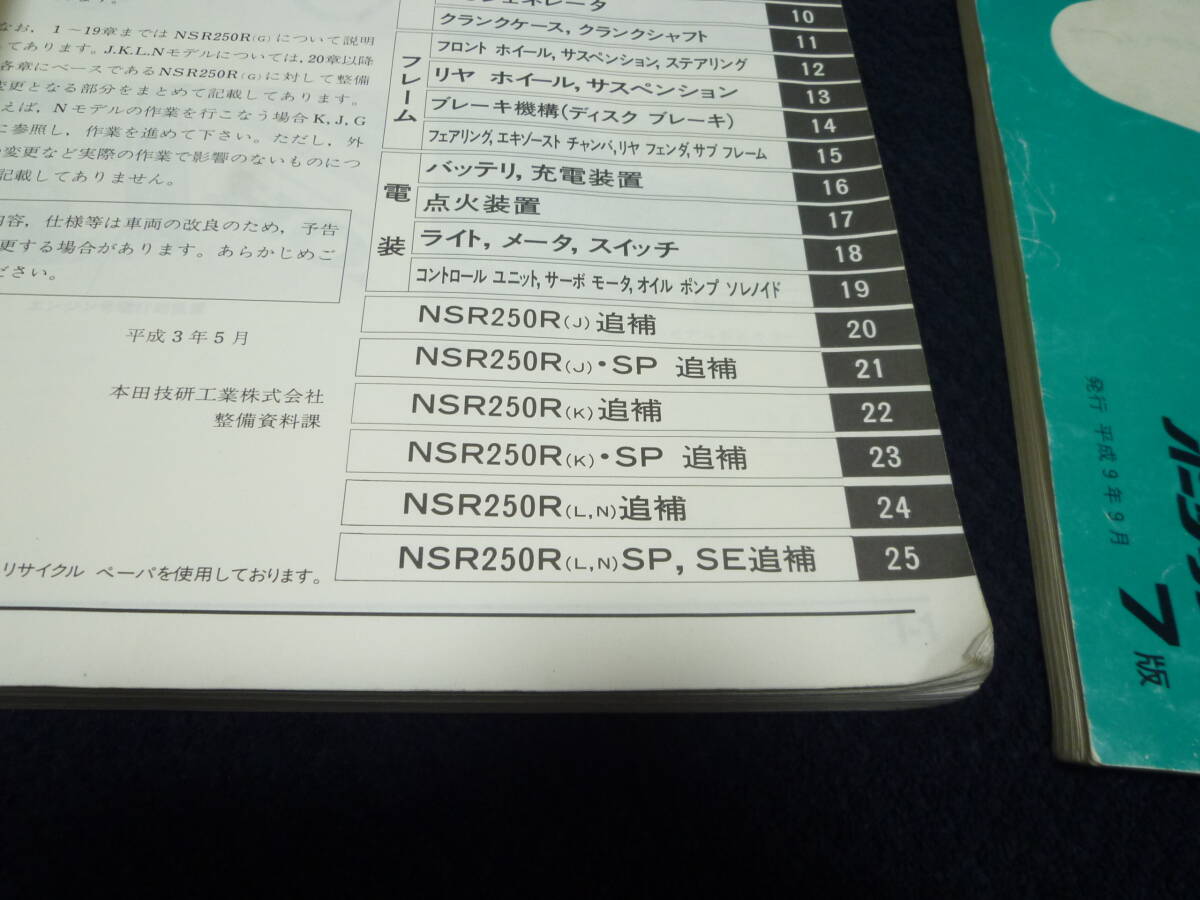 なお，1～19章まではNSR250R(G)について説明
してあります。J.K.L.Nモデルについては，20章以降
各章にベースであるNSR250R(G)に対して整備
変更となる部分をまとめて記載してあります。
えば，Nモデルの作業を行こなう場合K, J, G
に参照し，作業を進めて下さい。ただし，外
変更など実際の作業で影響のないものにつ
記載してありません。
内容，仕様等は車両の改良のため，予告
更する場合があります。あらかじめご
ださい。
平成3年5月
本田技研工業株式会社
整備資料課
リサイクル ペーパを使用しております。
10
クランクケース, クランクシャフト 11
フレーム
フロント ホイール, サスペンション, ステアリング 12
リヤ ホイール, サスペンション 13
ブレーキ機構(ディスク ブレーキ) 14
フェアリング, エキゾースト チャンバ, リヤ フェンダ, サブ フレーム 15
電装
バッテリ, 充電装置 16
点火装置 17
ライト, メータ, スイッチ 18
コントロール ユニット, サーボ モータ, オイル ポンプ ソレノイド 19
NSR250R(J)追補 20
NSR250R(J)・SP 追補 21
NSR250R(K)追補 22
NSR250R(K)・SP 追補 23
NSR250R(L,N)追補 24
NSR250R(L,N)SP, SE追補 25
発行 平成9年9月
7版